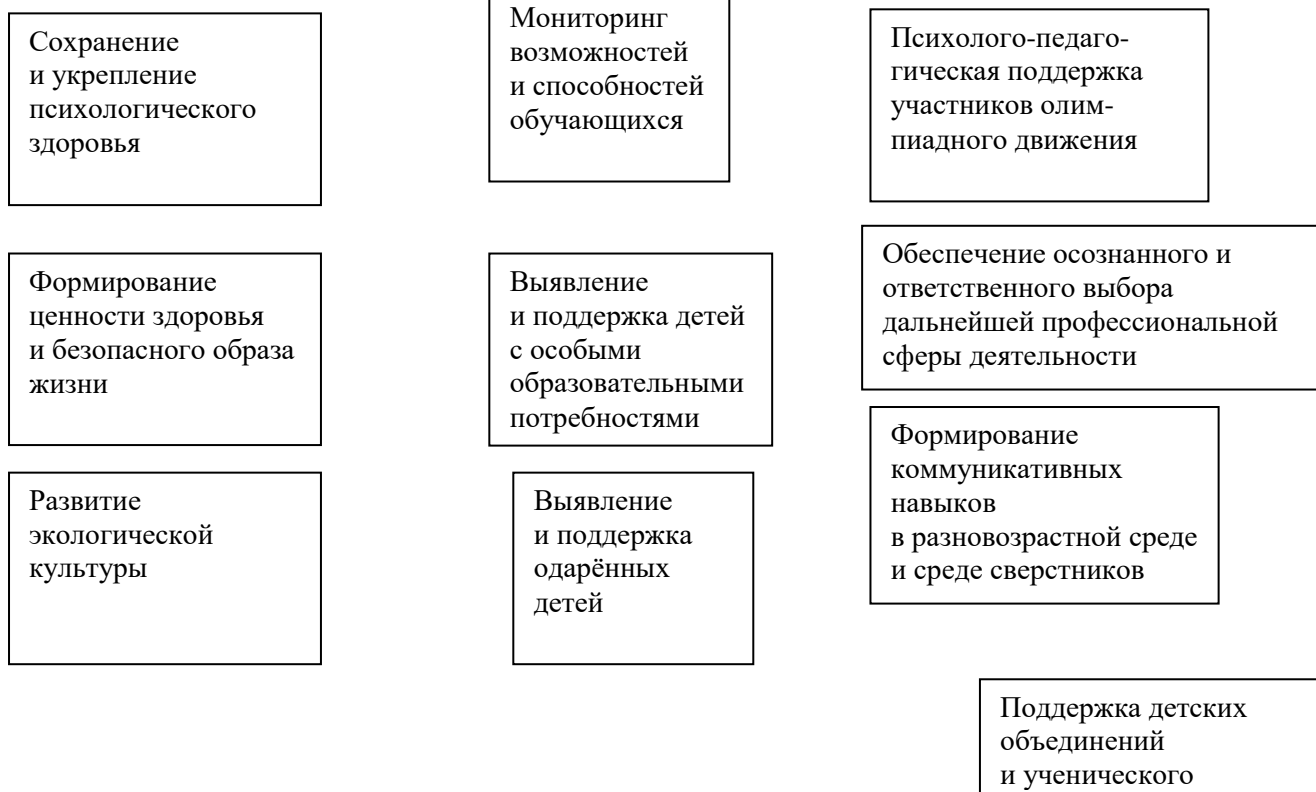 Сохранение
и укрепление
психологического
здоровья
Мониторинг
возможностей
и способностей
обучающихся
Психолого-педаго-
гическая поддержка
участников олим-
пиадного движения
Формирование
ценности здоровья
и безопасного образа
жизни
Выявление
и поддержка детей
с особыми
образовательными
потребностями
Обеспечение осознанного и
ответственного выбора
дальнейшей профессиональной
сферы деятельности
Развитие
экологической
культуры
Выявление
и поддержка
одарённых
детей
Формирование
коммуникативных
навыков
в разновозрастной среде
и среде сверстников
Поддержка детских
объединений
и ученического